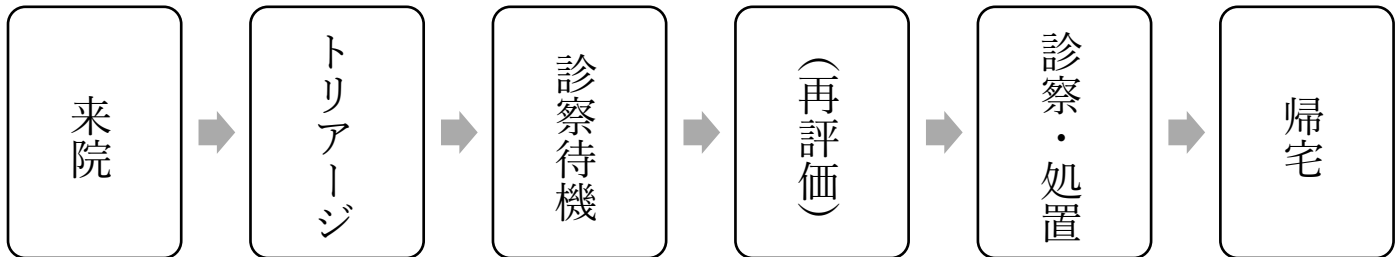 来院
トリアージ
診察待機
（再評価）
診察・処置
帰宅